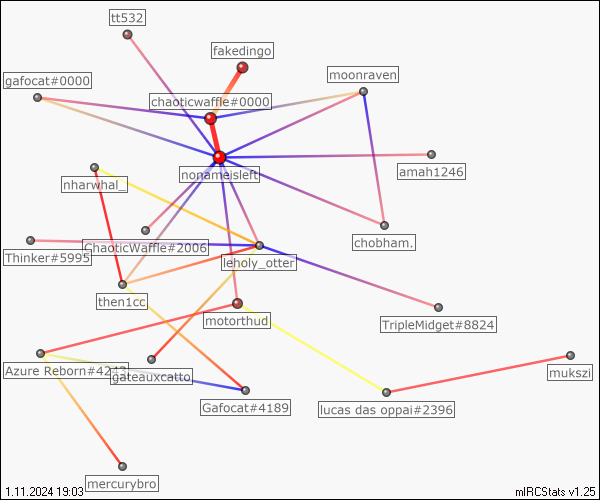 tt532
fakedingo
moonraven
gafocat#0000
chaoticwaffle#0000
nonameisleft
amah1246
nharwhal_
chobham.
ChaoticWaffle#2006
Thinker#5995
leholy_otter
then1cc
motorthud
TripleMidget#8824
Azure Reborn#4242
gateauxcatto
mukszi
Gafocat#4189
lucas das oppai#2396
mercurybro
1.11.2024 19:03
mIRCStats v1.25